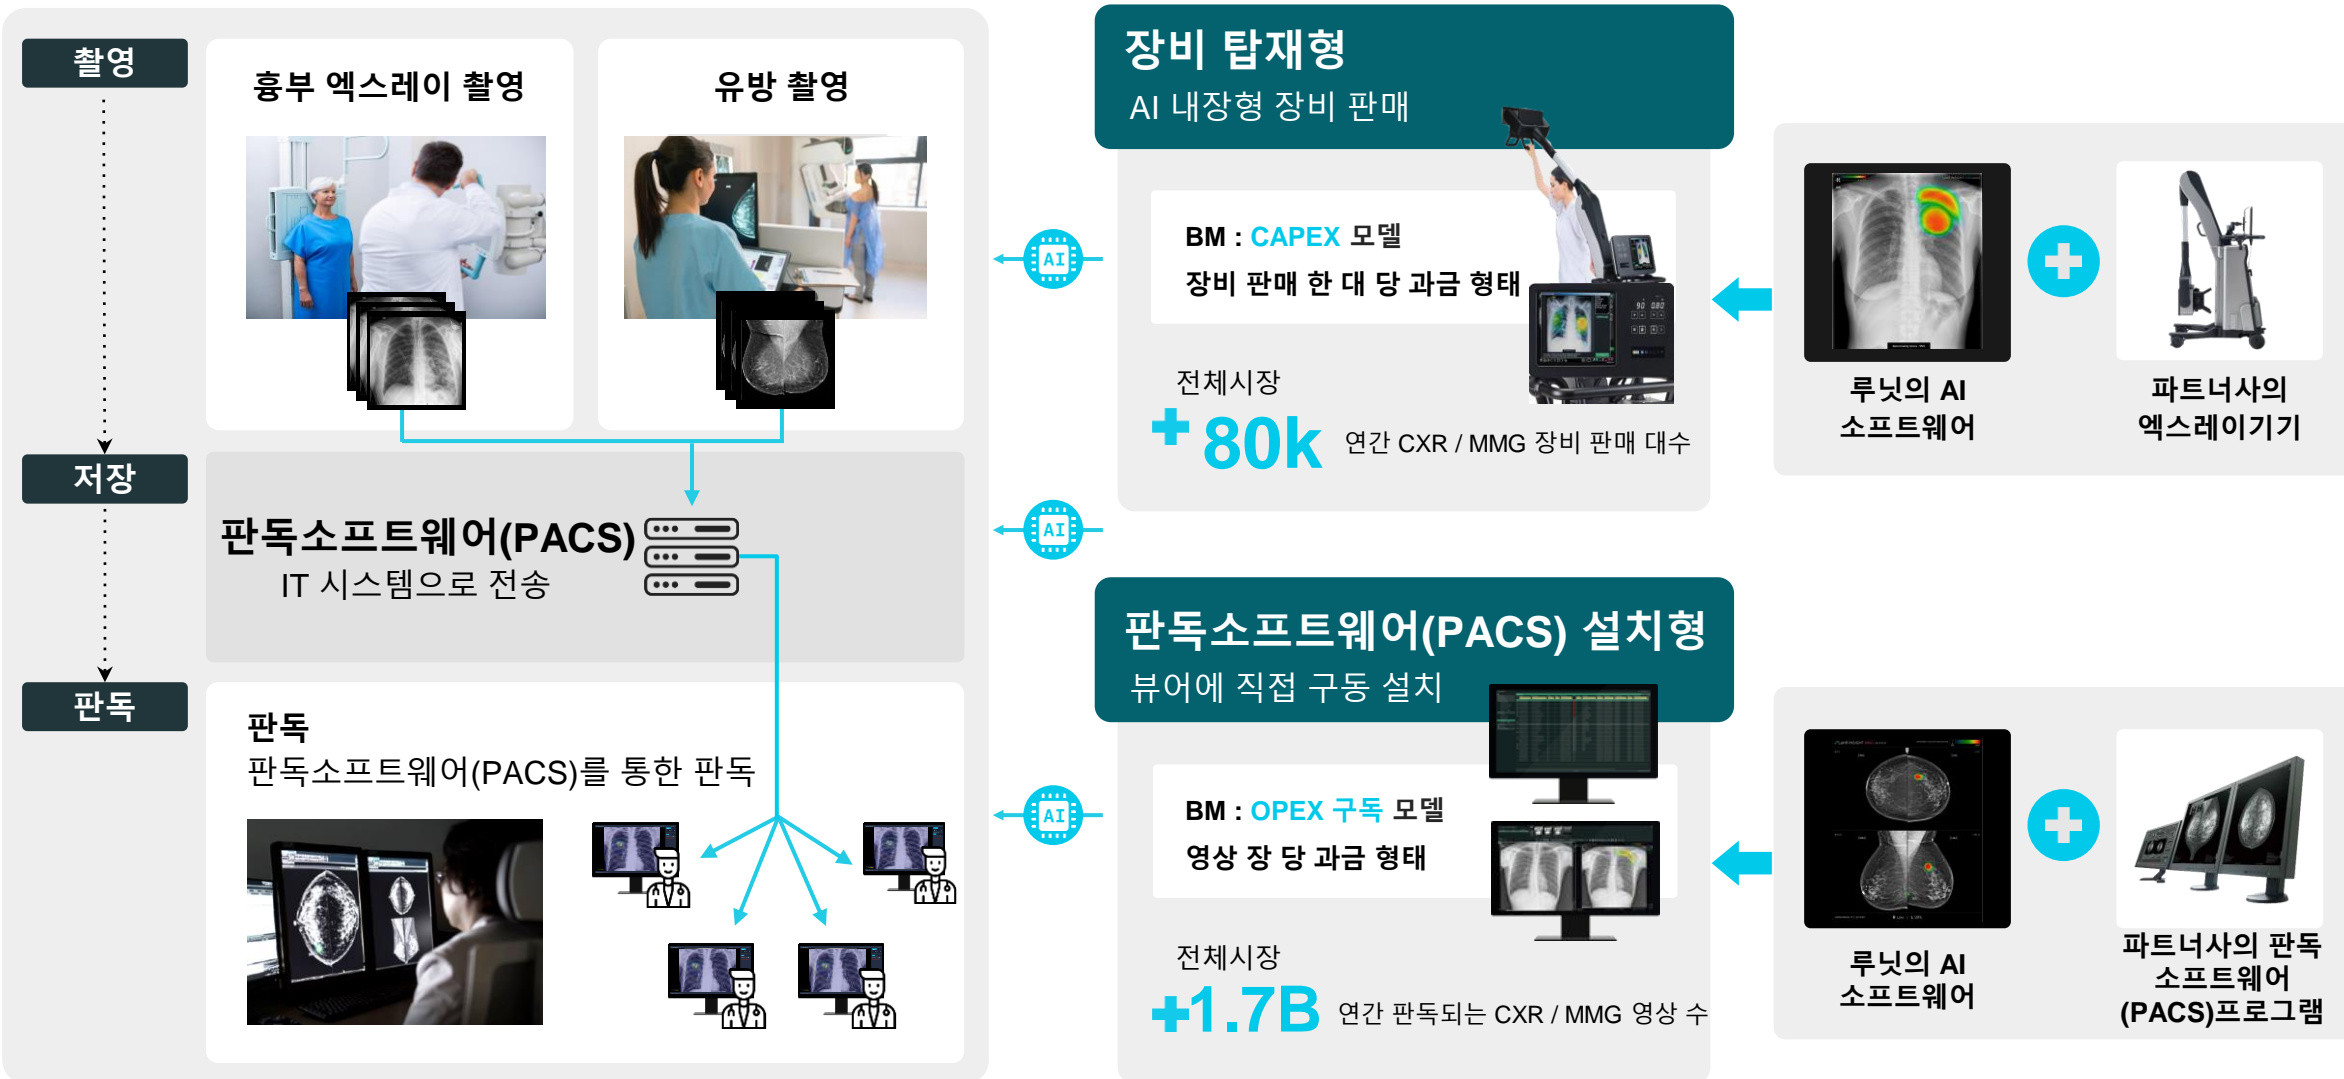 촬영
흉부 엑스레이 촬영
유방 촬영
저장
판독소프트웨어(PACS)
IT 시스템으로 전송
판독
판독
판독소프트웨어(PACS)를 통한 판독
AI
AI
AI
장비 탑재형
AI 내장형 장비 판매
BM : CAPEX 모델
장비 판매 한 대 당 과금 형태
전체시장
+ 80k 연간 CXR / MMG 장비 판매 대수
루닛의 AI
소프트웨어
파트너사의
엑스레이기기
판독소프트웨어(PACS) 설치형
뷰어에 직접 구동 설치
BM : OPEX 구독 모델
영상 장 당 과금 형태
전체시장
+1.7B 연간 판독되는 CXR / MMG 영상 수
루닛의 AI
소프트웨어
파트너사의 판독
소프트웨어
(PACS)프로그램